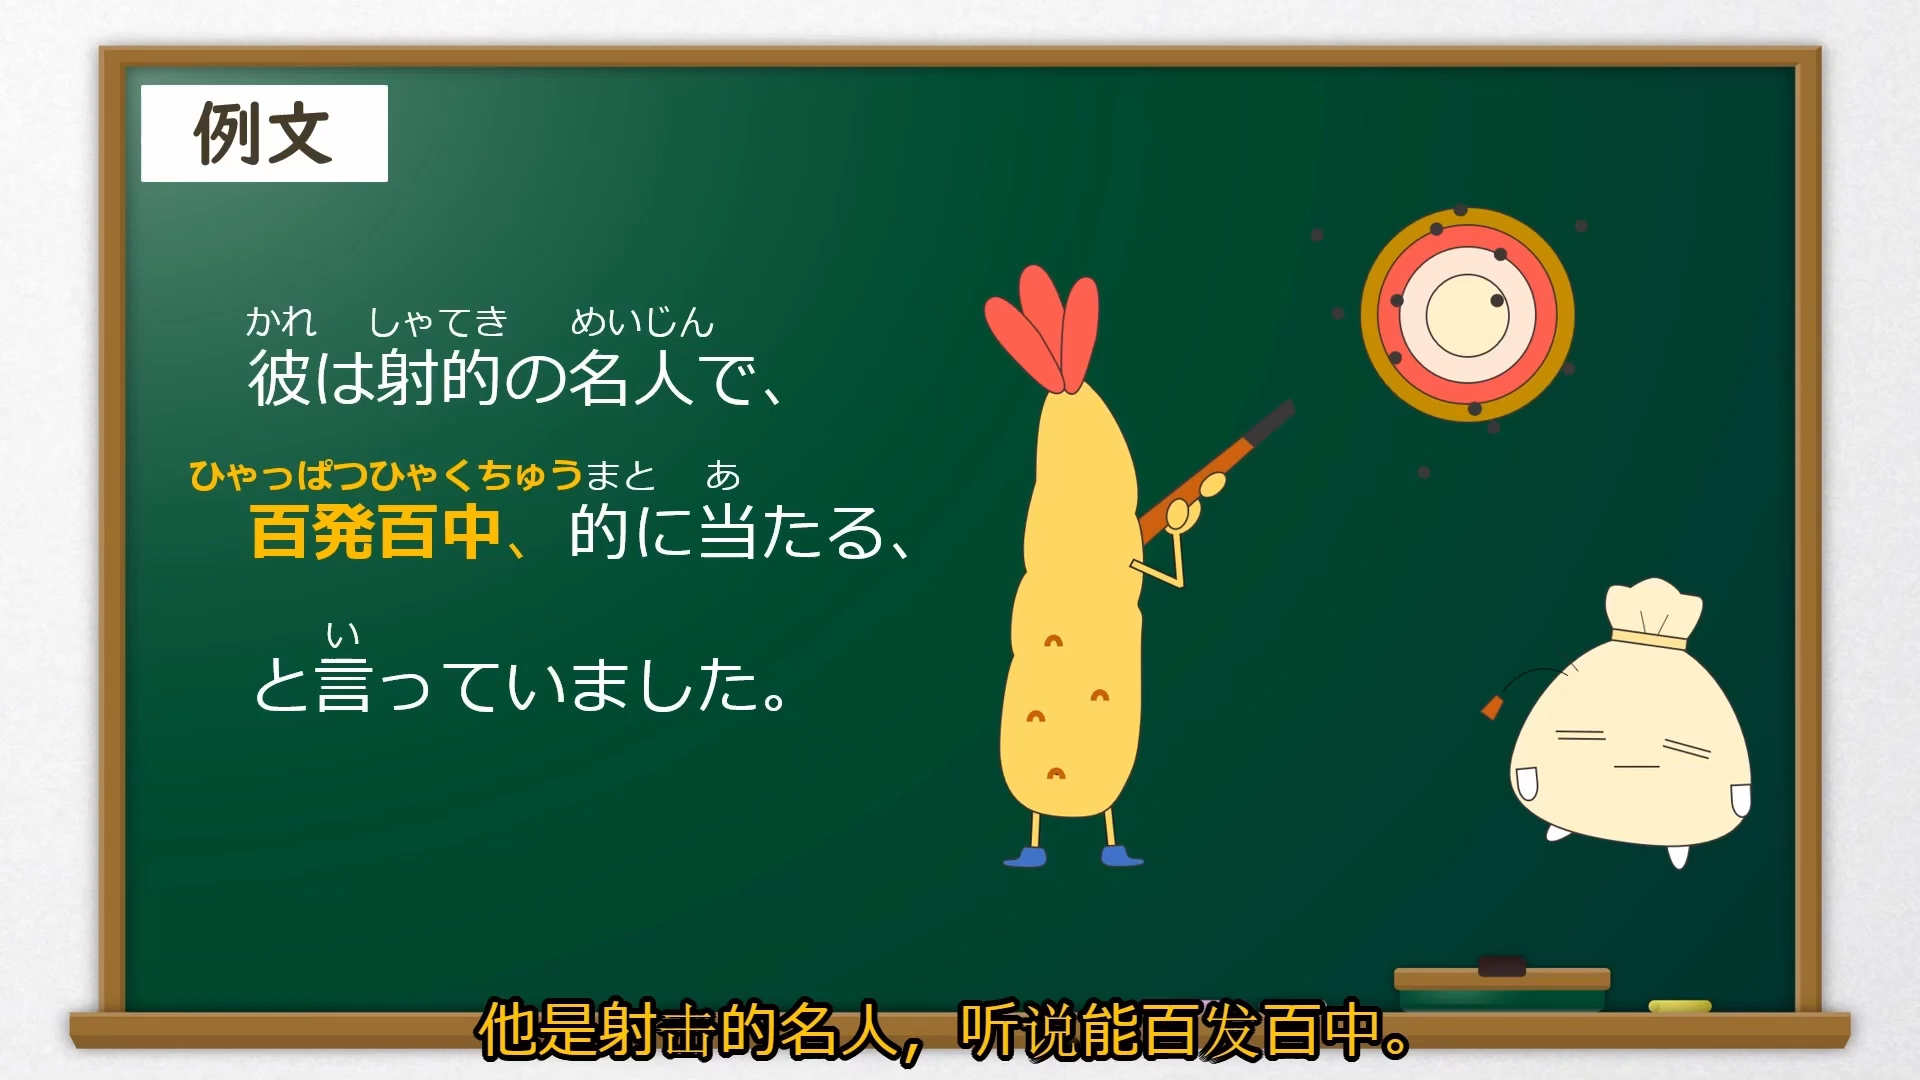 例文
かれ しゃてき めいじん
彼は射的の名人で、
ひゃっぱつひゃくちゅう まと あ
百発百中、的に当たる、
い
と言っていました。
他是射击的名人，听说能百发百中。